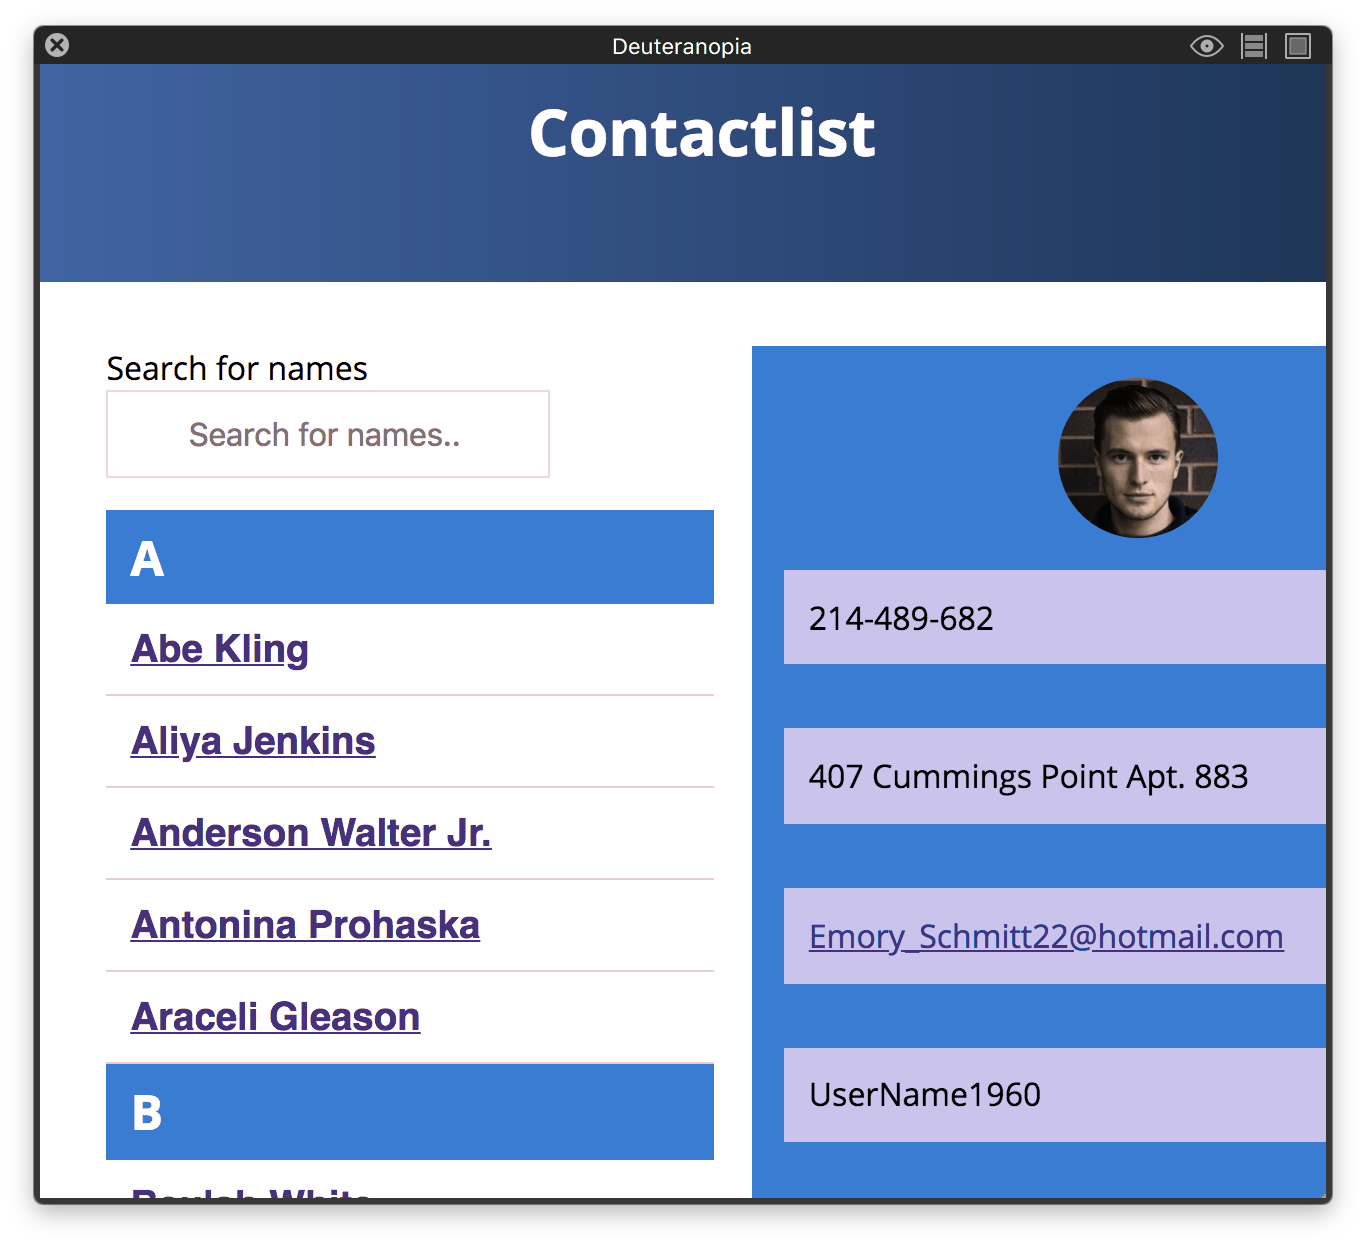 Deuteranopia
Contactlist
Search for names
Search for names..
A
Abe Kling
Aliya Jenkins
Anderson Walter Jr.
Antonina Prohaska
Araceli Gleason
B
214-489-682
407 Cummings Point Apt. 883
Emory_Schmitt22@hotmail.com
UserName1960